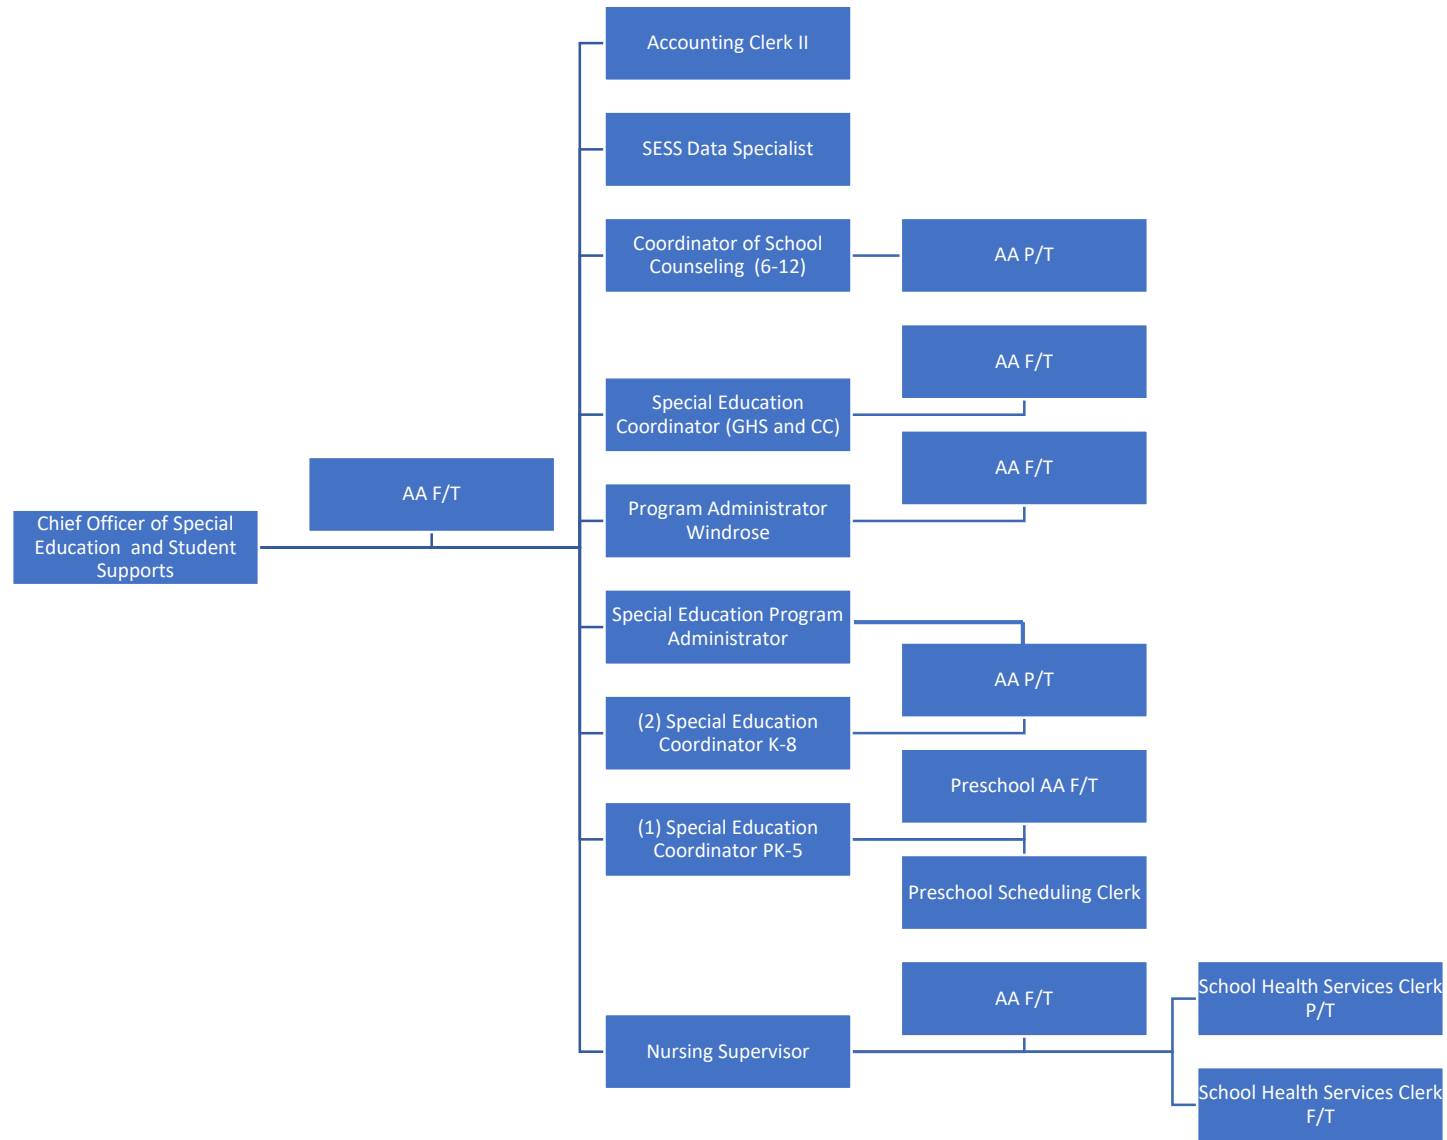 Accounting Clerk II
SESS Data Specialist
Coordinator of School
Counseling (6-12)
AA P/T
AA F/T
Special Education
Coordinator (GHS and CC)
AA F/T
AA F/T
Program Administrator
Windrose
Chief Officer of Special
Education and Student
Supports
Special Education Program
Administrator
AA P/T
(2) Special Education
Coordinator K-8
Preschool AA F/T
(1) Special Education
Coordinator PK-5
Preschool Scheduling Clerk
AA F/T
School Health Services Clerk
P/T
Nursing Supervisor
School Health Services Clerk
F/T